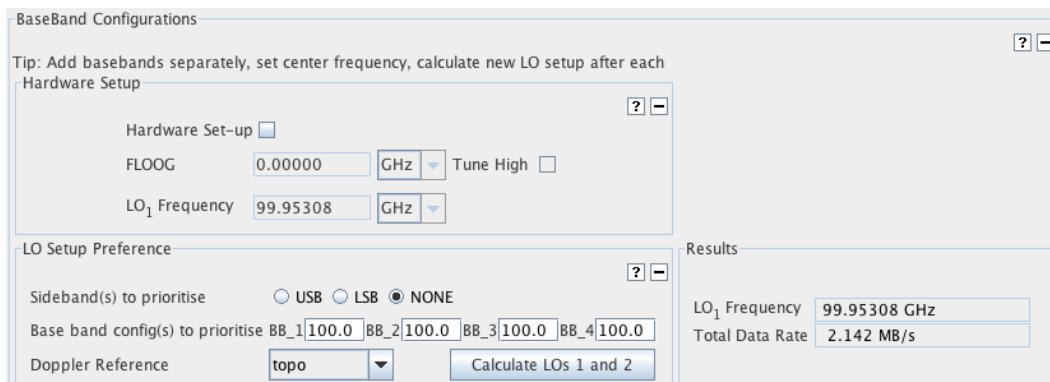 BaseBand Configurations
? −
Tip: Add basebands separately, set center frequency, calculate new LO setup after each
Hardware Setup
? −
Hardware Set-up
FLOOG 0.00000 GHz Tune High
LO1 Frequency 99.95308 GHz
LO Setup Preference
? −
Sideband(s) to prioritise USB LSB NONE
Base band config(s) to prioritise BB_1 100.0 BB_2 100.0 BB_3 100.0 BB_4 100.0
Doppler Reference topo Calculate LOs 1 and 2
Results
LO1 Frequency 99.95308 GHz
Total Data Rate 2.142 MB/s